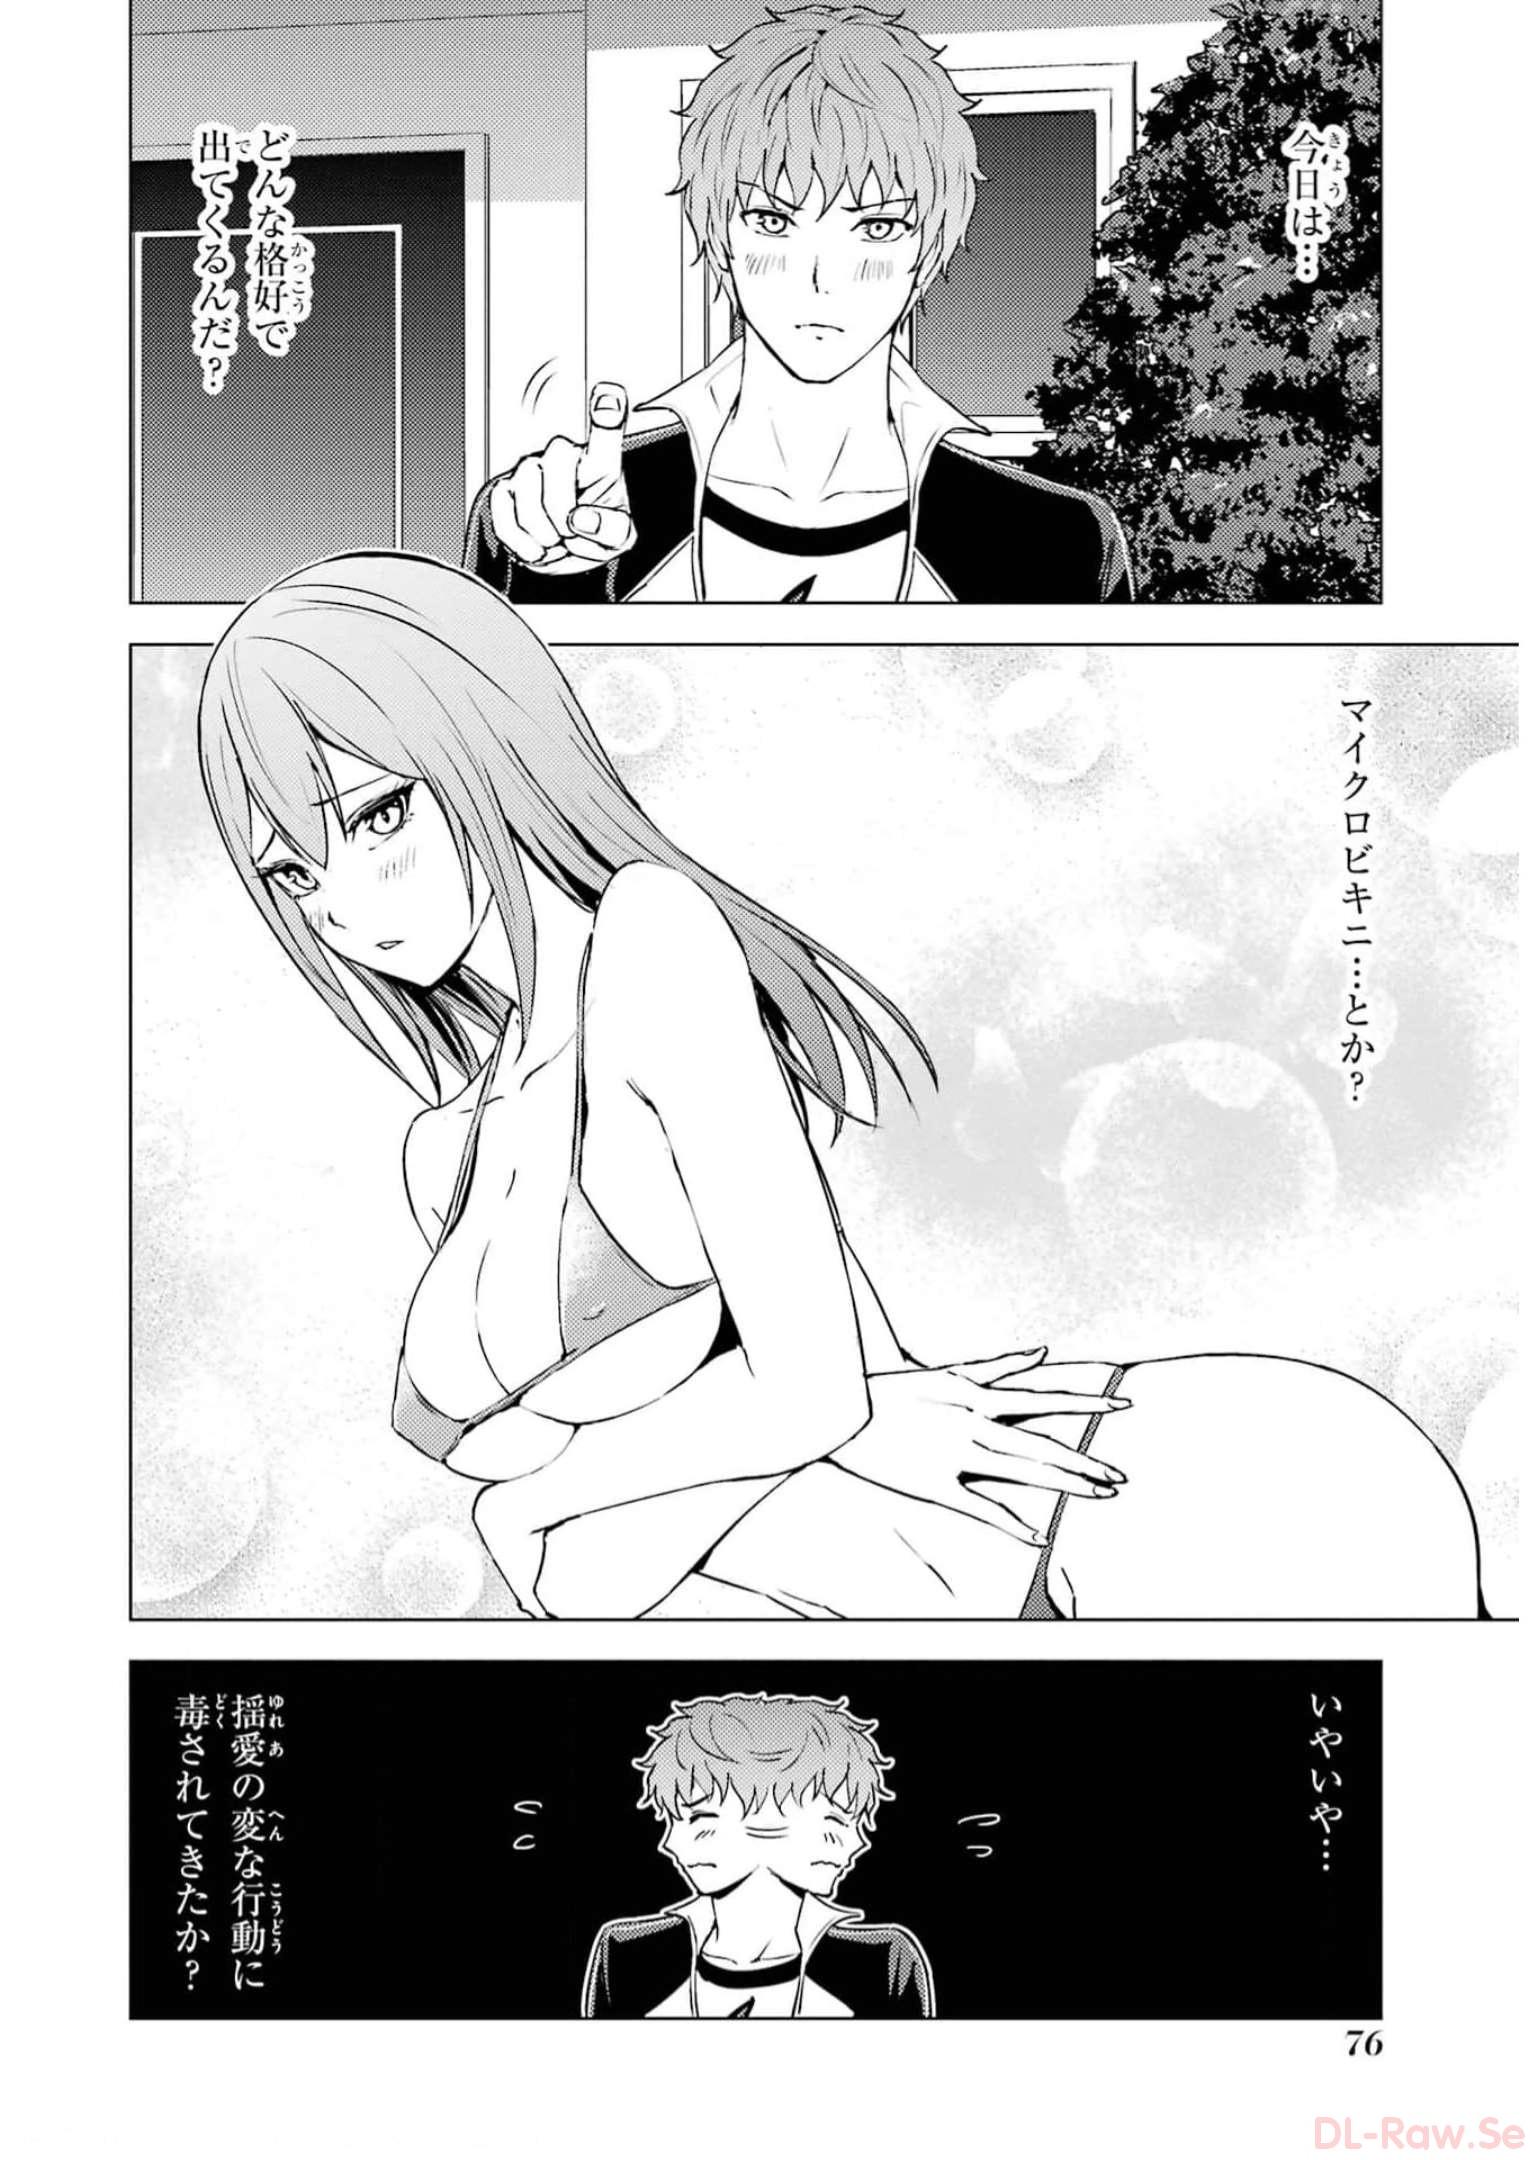 今日は…
どんな格好で
出てくるんだ？
マイクロビキニ…とか？
いやいや…
揺愛の変な行動に
毒されてきたか？
76
DL-Raw.Se